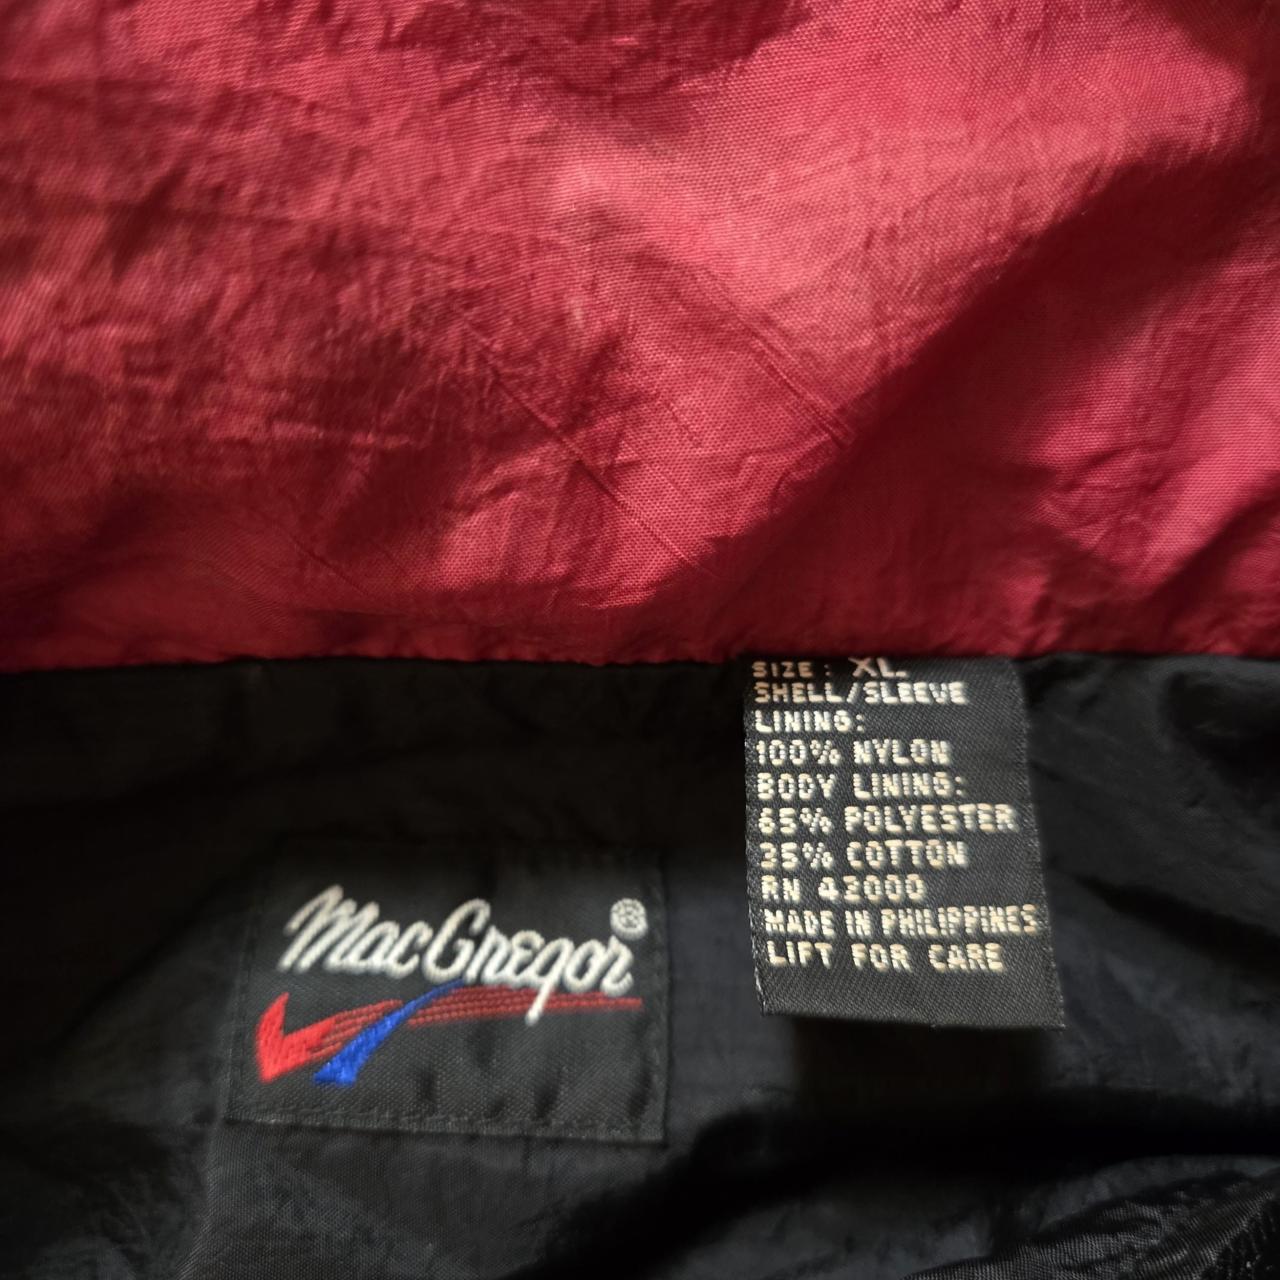 SIZE: XL
SHELL/SLEEVE
LINING:
100% NYLON
BODY LINING:
65% POLYESTER
35% COTTON
RN 43000
MADE IN PHILIPPINES
LIFT FOR CARE
MacGregor®